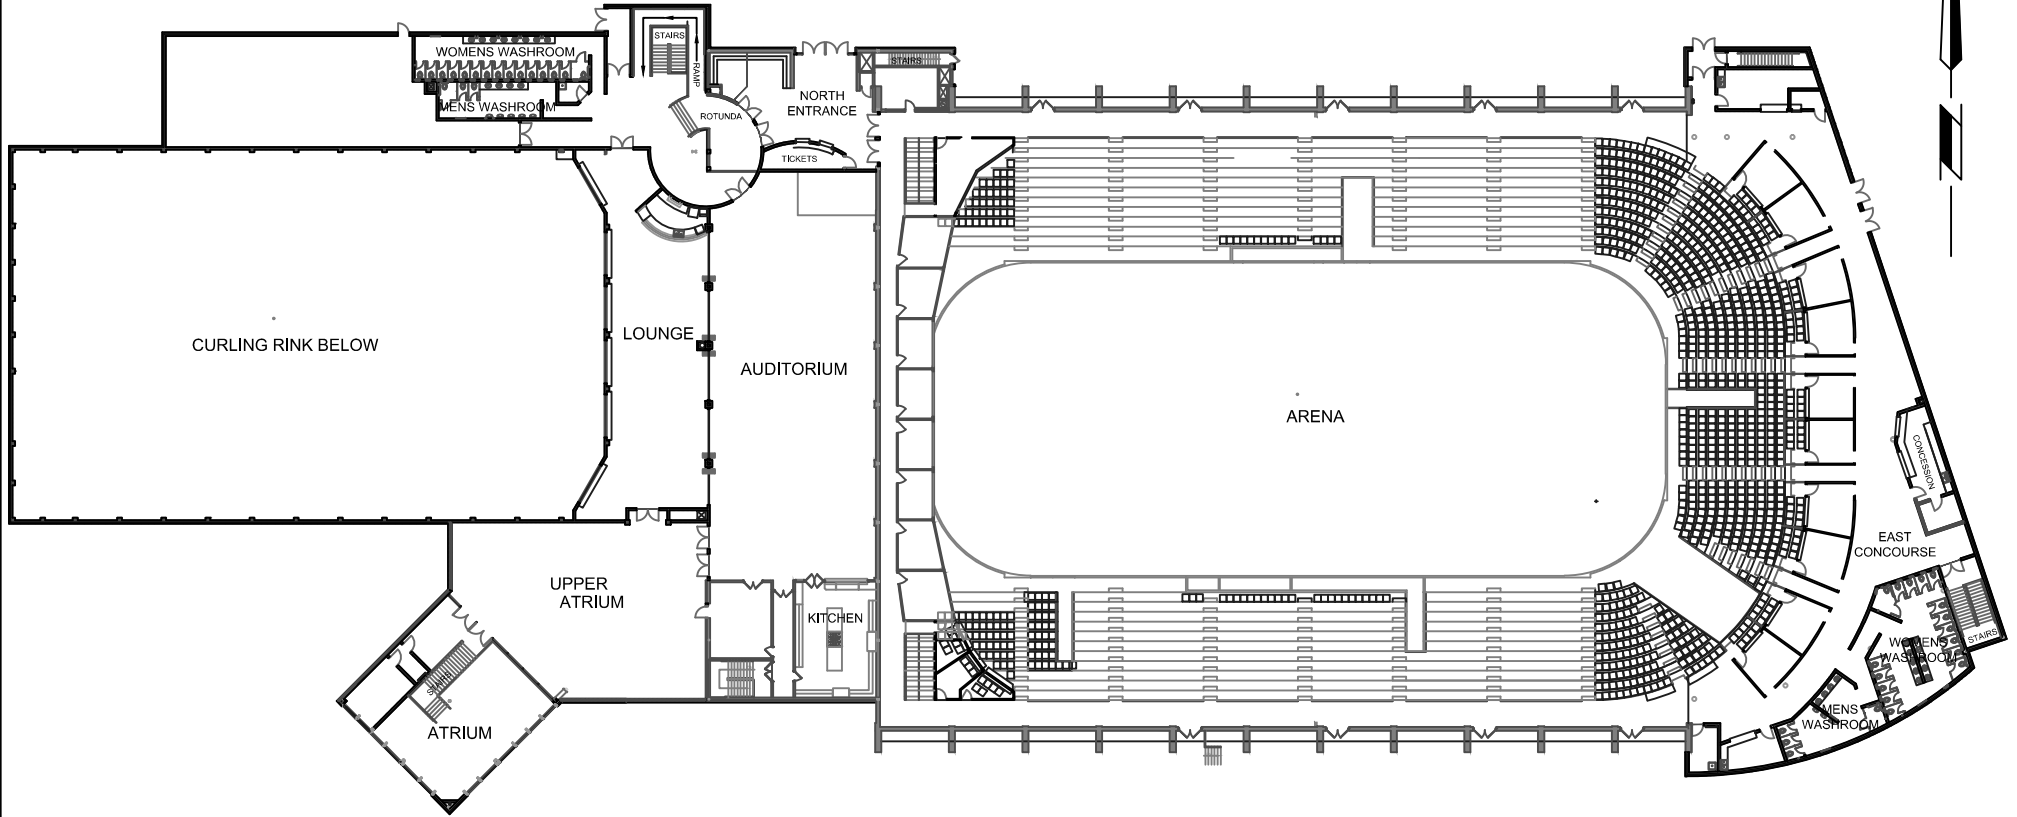 STAIRS
WOMENS WASHROOM
STAIRS
RAMP
NORTH
ENTRANCE
MENS WASHROOM
ROTUNDA
TICKETS
LOUNGE
CURLING RINK BELOW
AUDITORIUM
ARENA
CONCESSION
EAST
CONCOURSE
UPPER
ATRIUM
KITCHEN
STAIRS
WOMENS
WASHROOM
STAIRS
ATRIUM
MENS
WASHROOM